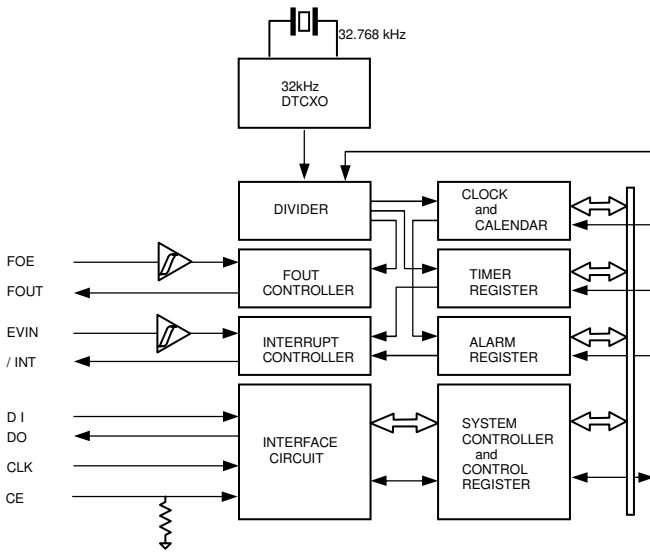 32.768 kHz
32kHz
DTCXO
DIVIDER
CLOCK
and
CALENDAR
FOE
FOUT
FOUT
CONTROLLER
TIMER
REGISTER
EVIN
/ INT
INTERRUPT
CONTROLLER
ALARM
REGISTER
D I
DO
CLK
CE
INTERFACE
CIRCUIT
SYSTEM
CONTROLLER
and
CONTROL
REGISTER